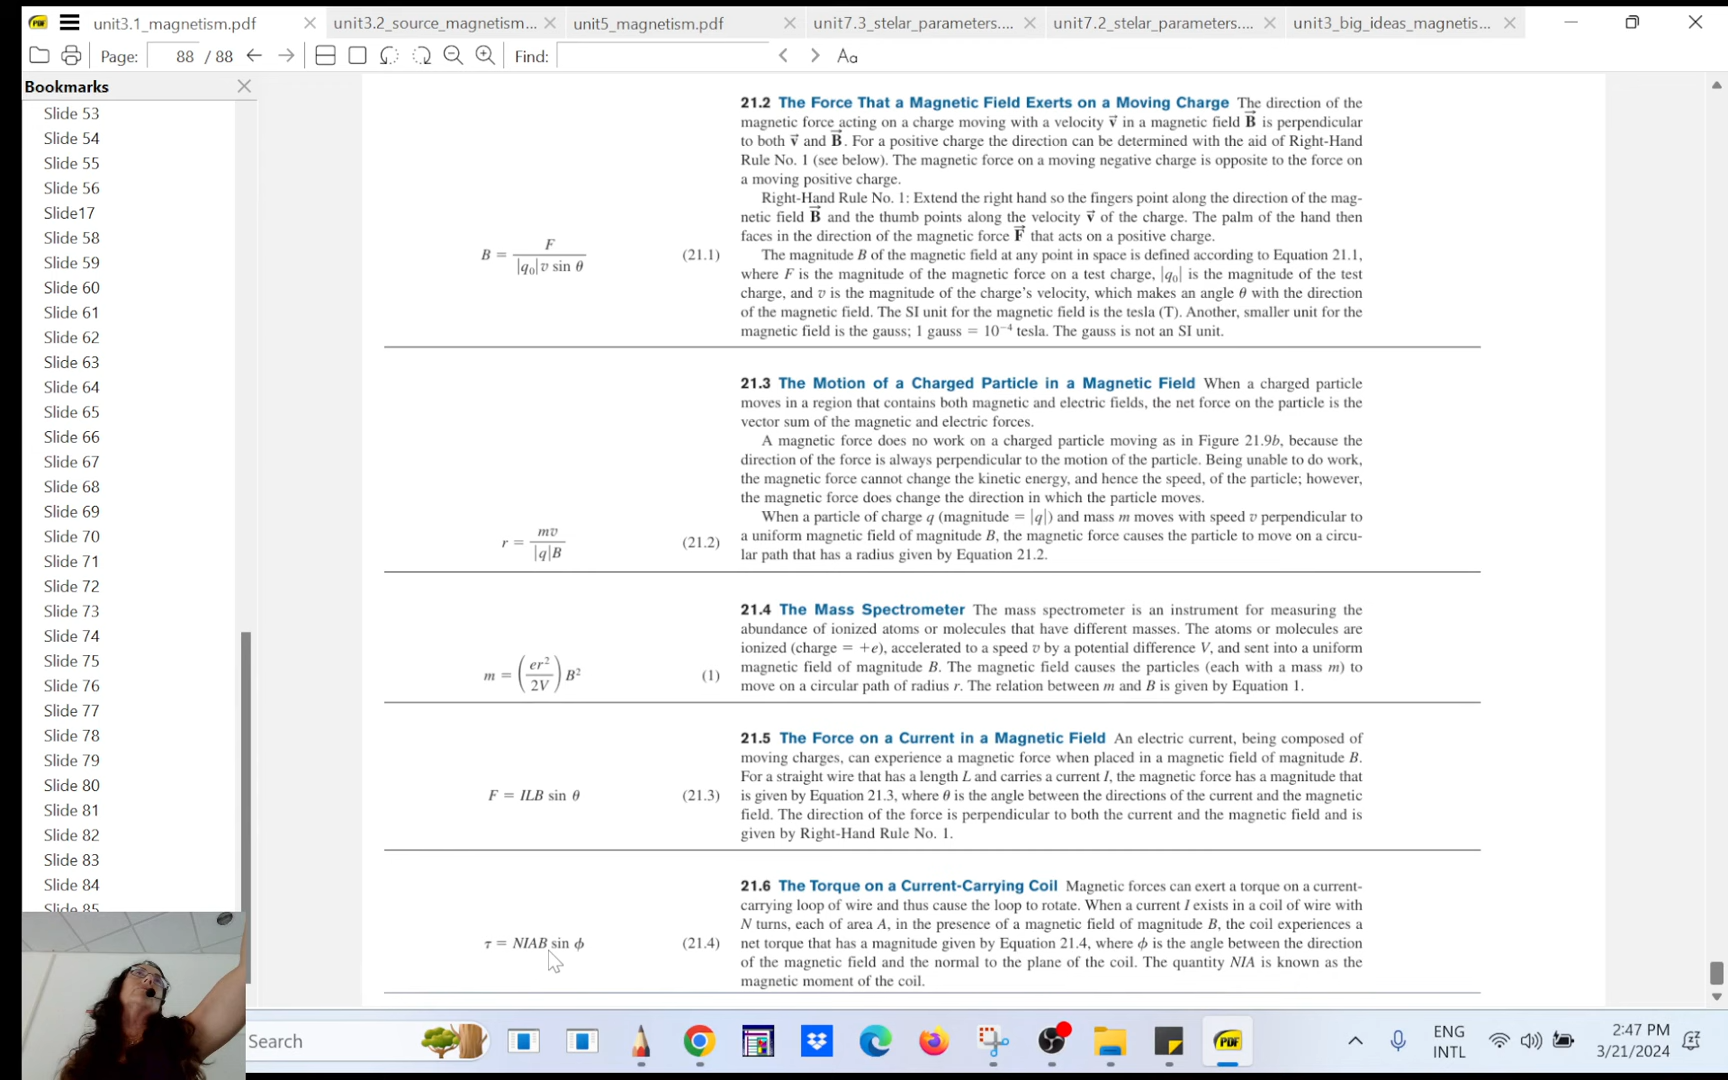 unit3.1_magnetism.pdf
unit3.2_source_magnetism...
unit5_magnetism.pdf
unit7.3_stelar_parameters....
unit7.2_stelar_parameters....
unit3_big_ideas_magnetis...
Page: 88 / 88
Find:
Aa
Bookmarks
Slide 53
Slide 54
Slide 55
Slide 56
Slide17
Slide 58
Slide 59
Slide 60
Slide 61
Slide 62
Slide 63
Slide 64
Slide 65
Slide 66
Slide 67
Slide 68
Slide 69
Slide 70
Slide 71
Slide 72
Slide 73
Slide 74
Slide 75
Slide 76
Slide 77
Slide 78
Slide 79
Slide 80
Slide 81
Slide 82
Slide 83
Slide 84
Slide 85
21.2 The Force That a Magnetic Field Exerts on a Moving Charge The direction of the
magnetic force acting on a charge moving with a velocity v⃗ in a magnetic field B⃗ is perpendicular
to both v⃗ and B⃗. For a positive charge the direction can be determined with the aid of Right-Hand
Rule No. 1 (see below). The magnetic force on a moving negative charge is opposite to the force on
a moving positive charge.
Right-Hand Rule No. 1: Extend the right hand so the fingers point along the direction of the mag-
netic field B⃗ and the thumb points along the velocity v⃗ of the charge. The palm of the hand then
faces in the direction of the magnetic force F⃗ that acts on a positive charge.
B = F / |q₀|v sin θ (21.1)
The magnitude B of the magnetic field at any point in space is defined according to Equation 21.1,
where F is the magnitude of the magnetic force on a test charge, |q₀| is the magnitude of the test
charge, and v is the magnitude of the charge's velocity, which makes an angle θ with the direction
of the magnetic field. The SI unit for the magnetic field is the tesla (T). Another, smaller unit for the
magnetic field is the gauss; 1 gauss = 10⁻⁴ tesla. The gauss is not an SI unit.
21.3 The Motion of a Charged Particle in a Magnetic Field When a charged particle
moves in a region that contains both magnetic and electric fields, the net force on the particle is the
vector sum of the magnetic and electric forces.
A magnetic force does no work on a charged particle moving as in Figure 21.9b, because the
direction of the force is always perpendicular to the motion of the particle. Being unable to do work,
the magnetic force cannot change the kinetic energy, and hence the speed, of the particle; however,
the magnetic force does change the direction in which the particle moves.
When a particle of charge q (magnitude = |q|) and mass m moves with speed v perpendicular to
r = mv / |q|B (21.2)
a uniform magnetic field of magnitude B, the magnetic force causes the particle to move on a circu-
lar path that has a radius given by Equation 21.2.
21.4 The Mass Spectrometer The mass spectrometer is an instrument for measuring the
abundance of ionized atoms or molecules that have different masses. The atoms or molecules are
ionized (charge = +e), accelerated to a speed v by a potential difference V, and sent into a uniform
magnetic field of magnitude B. The magnetic field causes the particles (each with a mass m) to
m = (er²/2V) B² (1)
move on a circular path of radius r. The relation between m and B is given by Equation 1.
21.5 The Force on a Current in a Magnetic Field An electric current, being composed of
moving charges, can experience a magnetic force when placed in a magnetic field of magnitude B.
For a straight wire that has a length L and carries a current I, the magnetic force has a magnitude that
F = ILB sin θ (21.3)
is given by Equation 21.3, where θ is the angle between the directions of the current and the magnetic
field. The direction of the force is perpendicular to both the current and the magnetic field and is
given by Right-Hand Rule No. 1.
21.6 The Torque on a Current-Carrying Coil Magnetic forces can exert a torque on a current-
carrying loop of wire and thus cause the loop to rotate. When a current I exists in a coil of wire with
N turns, each of area A, in the presence of a magnetic field of magnitude B, the coil experiences a
τ = NIAB sin ϕ (21.4)
net torque that has a magnitude given by Equation 21.4, where ϕ is the angle between the direction
of the magnetic field and the normal to the plane of the coil. The quantity NIA is known as the
magnetic moment of the coil.
Search
PDF
ENG
INTL
2:47 PM
3/21/2024